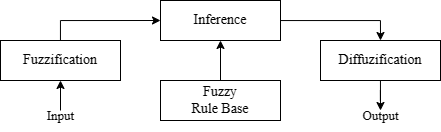 Inference
Fuzzification
Diffuzification
Fuzzy
Rule Base
Input
Output